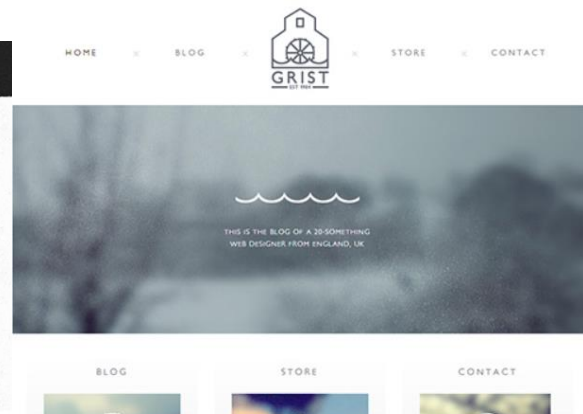 HOME
BLOG
GRIST
EST 1984
STORE
CONTACT
THIS IS THE BLOG OF A 20-SOMETHING
WEB DESIGNER FROM ENGLAND, UK
BLOG
STORE
CONTACT